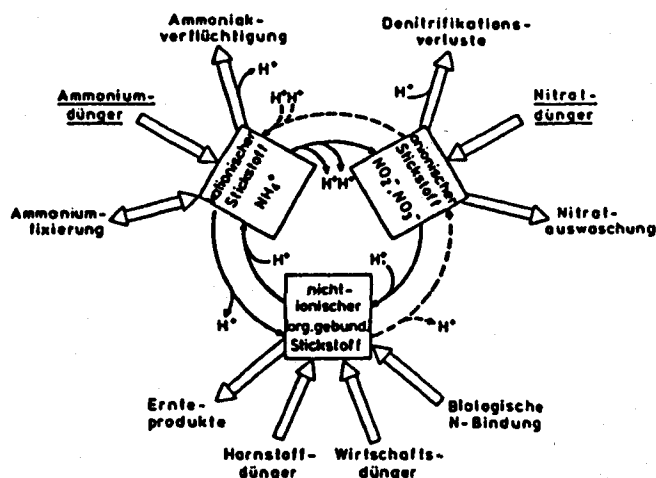 Ammoniak-
verflüchtigung
Denitrifikations-
verluste
H⁺
H⁺
Ammonium-
dünger
H⁺H⁺
Nitrat-
dünger
kationischer
Stickstoff
NH₄⁺
anionischer
Stickstoff
NO₂⁻, NO₃⁻
H⁺H⁺
Ammonium-
fixierung
Nitrat-
auswaschung
H⁺
H⁺
nicht-
ionischer
org. gebund.
Stickstoff
H⁺
H⁺
Ernte-
produkte
Biologische
N-Bindung
Harnstoff-
dünger
Wirtschafts-
dünger